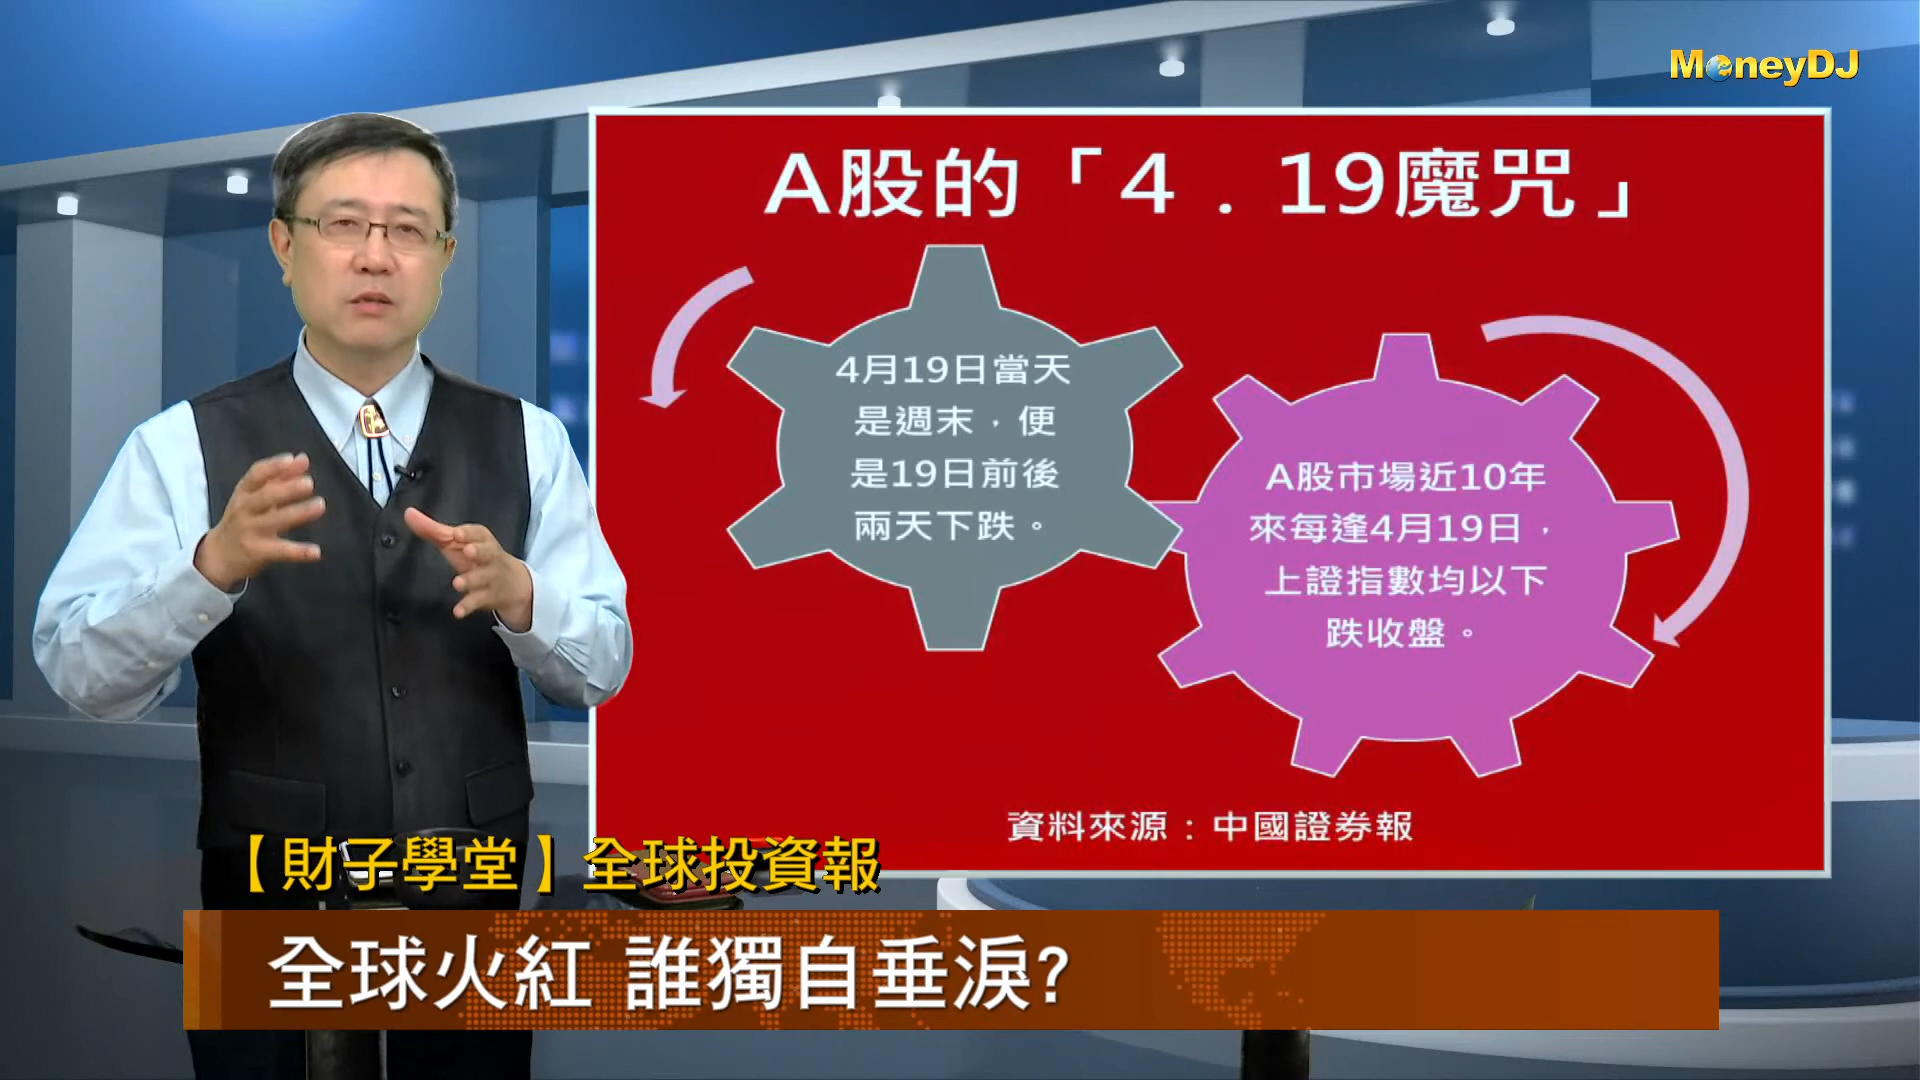 MoneyDJ
A股的「4．19魔咒」
4月19日當天
是週末，便
是19日前後
兩天下跌。
A股市場近10年
來每逢4月19日，
上證指數均以下
跌收盤。
資料來源：中國證券報
【財子學堂】全球投資報
全球火紅 誰獨自垂淚?